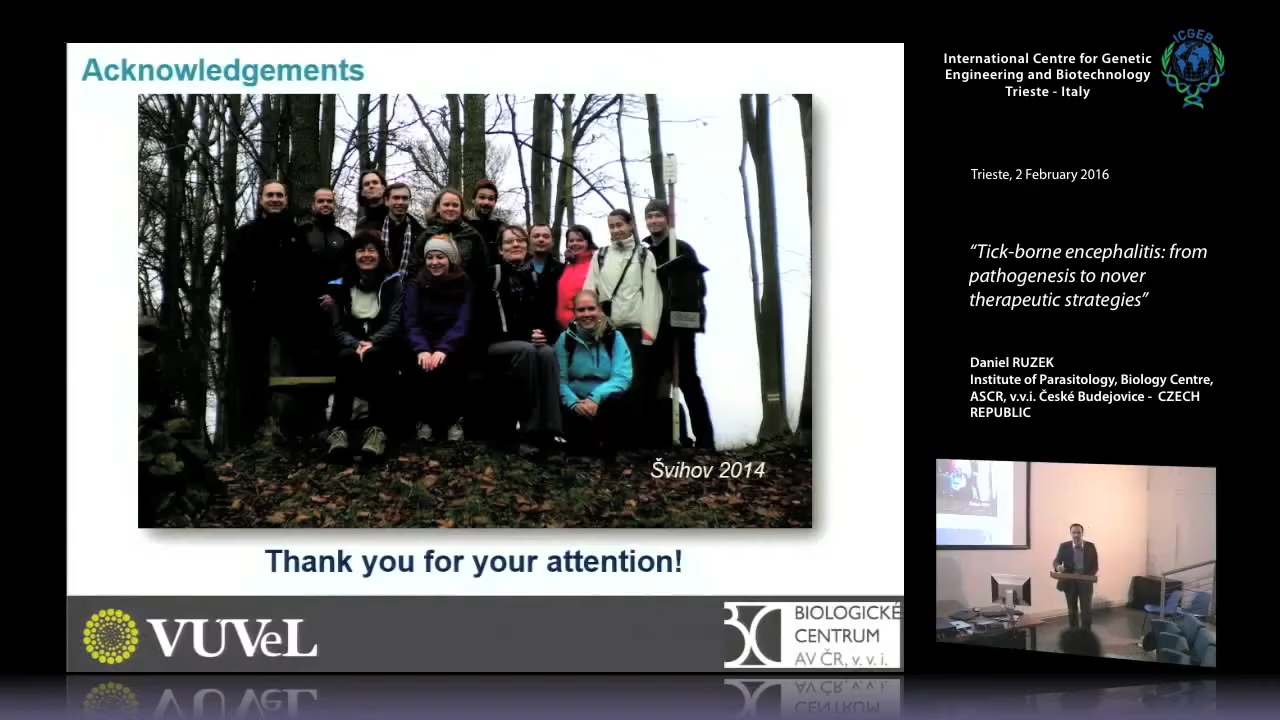 Acknowledgements
Švihov 2014
Thank you for your attention!
VUVeL
BIOLOGICKÉ
CENTRUM
AV ČR, v. v. i.
International Centre for Genetic
Engineering and Biotechnology
Trieste - Italy
ICGEB
Trieste, 2 February 2016
“Tick-borne encephalitis: from
pathogenesis to nover
therapeutic strategies”
Daniel RUZEK
Institute of Parasitology, Biology Centre,
ASCR, v.v.i. České Budejovice - CZECH
REPUBLIC